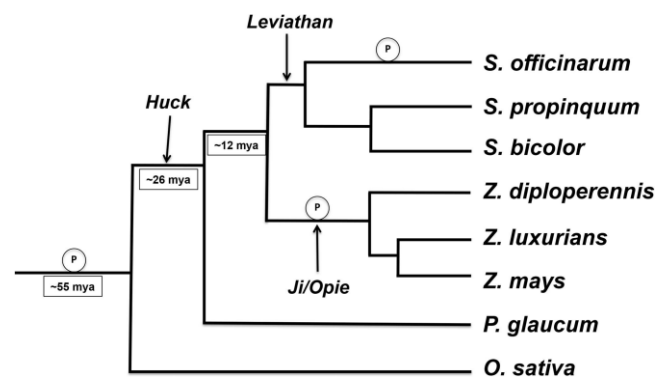 Leviathan
P
S. officinarum
Huck
S. propinquum
~12 mya
S. bicolor
~26 mya
P
Z. diploperennis
Z. luxurians
P
~55 mya
Ji/Opie
Z. mays
P. glaucum
O. sativa